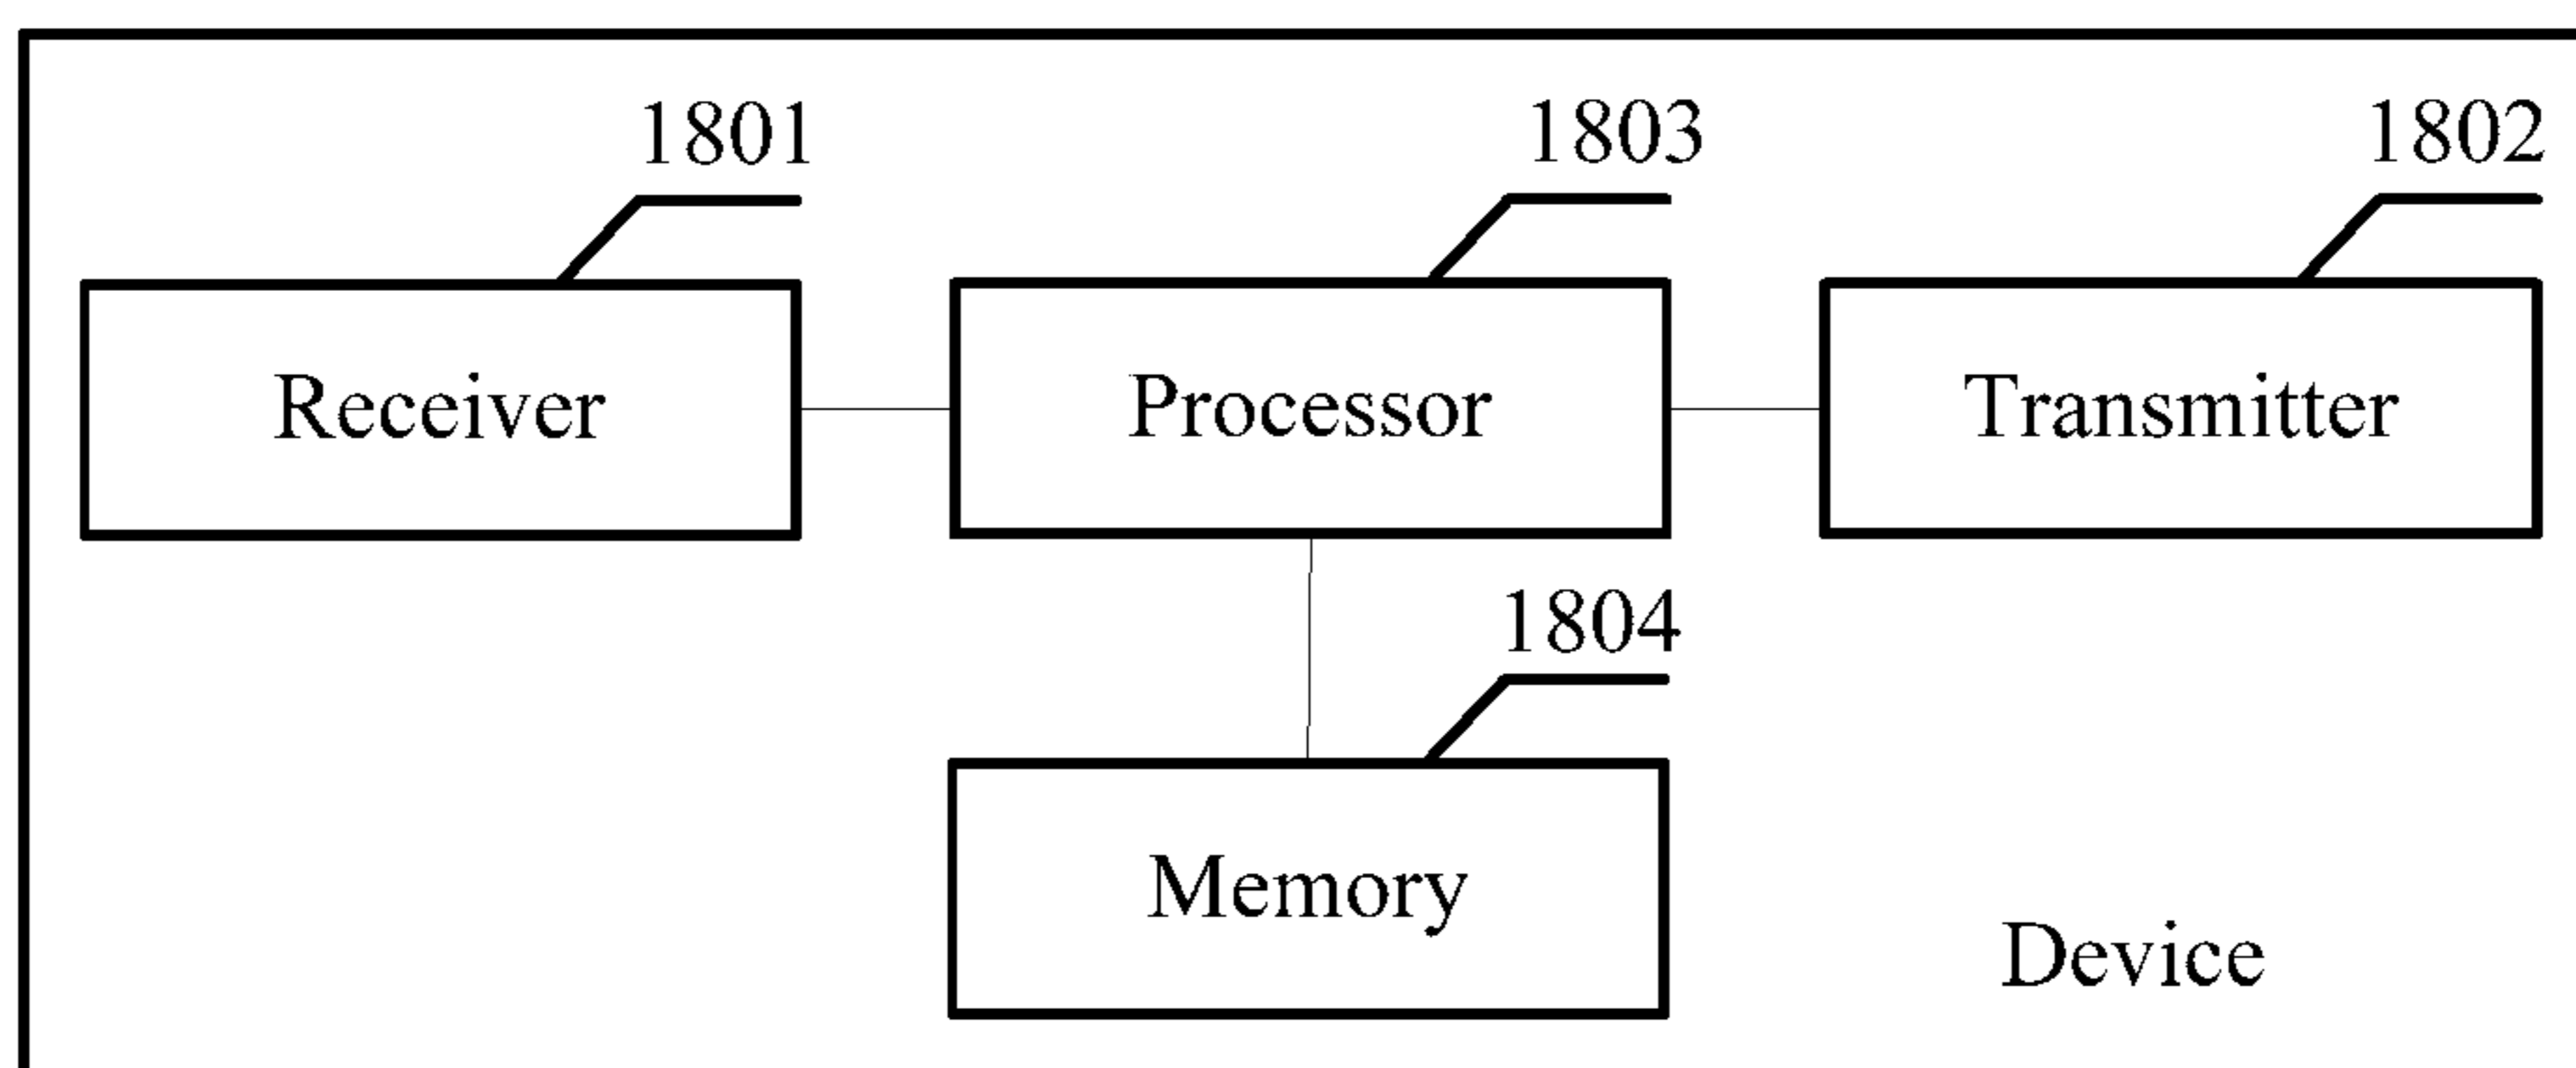 1801
1803
1802
Receiver
Processor
Transmitter
1804
Memory
Device